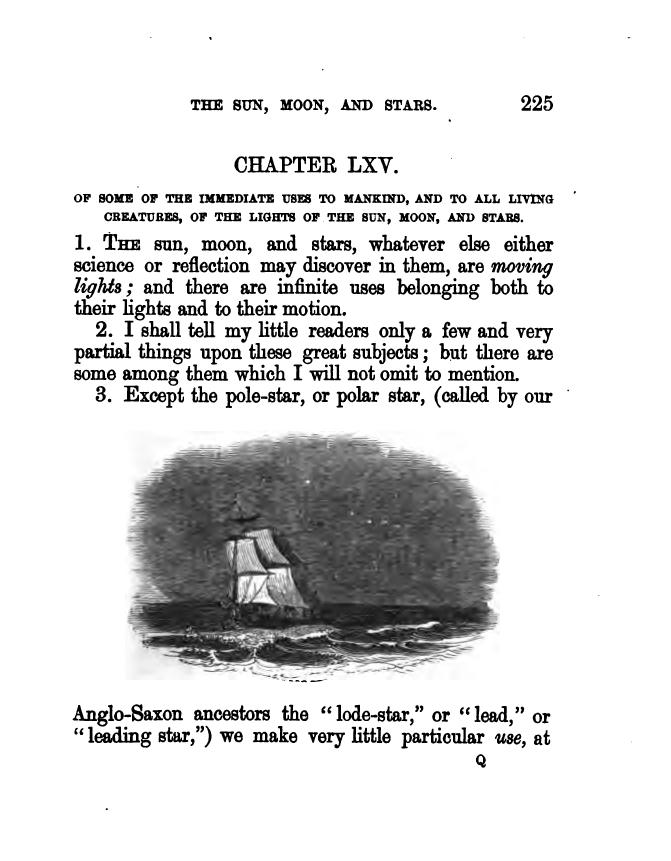 THE SUN, MOON, AND STARS. 225
CHAPTER LXV.
OF SOME OF THE IMMEDIATE USES TO MANKIND, AND TO ALL LIVING
CREATURES, OF THE LIGHTS OF THE SUN, MOON, AND STARS.
1. THE sun, moon, and stars, whatever else either
science or reflection may discover in them, are moving
lights; and there are infinite uses belonging both to
their lights and to their motion.
2. I shall tell my little readers only a few and very
partial things upon these great subjects; but there are
some among them which I will not omit to mention.
3. Except the pole-star, or polar star, (called by our
Anglo-Saxon ancestors the "lode-star," or "lead," or
"leading star,") we make very little particular use, at
Q